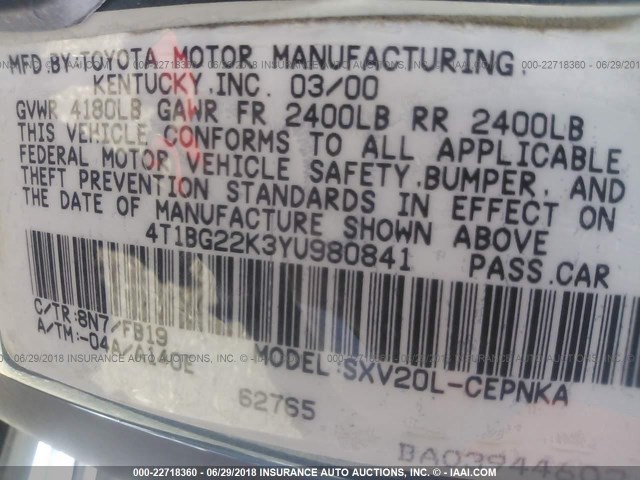 MFD.BY:TOYOTA MOTOR MANUFACTURING.
KENTUCKY.INC. 03/00
GVWR 4180LB GAWR FR 2400LB RR 2400LB
THIS VEHICLE CONFORMS TO ALL APPLICABLE
FEDERAL MOTOR VEHICLE SAFETY.BUMPER. AND
THEFT PREVENTION STANDARDS IN EFFECT ON
THE DATE OF MANUFACTURE SHOWN ABOVE
4T1BG22K3YU980841 PASS.CAR
C/TR:8N7/FB19
A/TM:-04A/A140E
MODEL:SXV20L-CEPNKA
62765
000-22718360 / 06/29/2018 INSURANCE AUTO AUCTIONS, INC. © - IAAI.COM